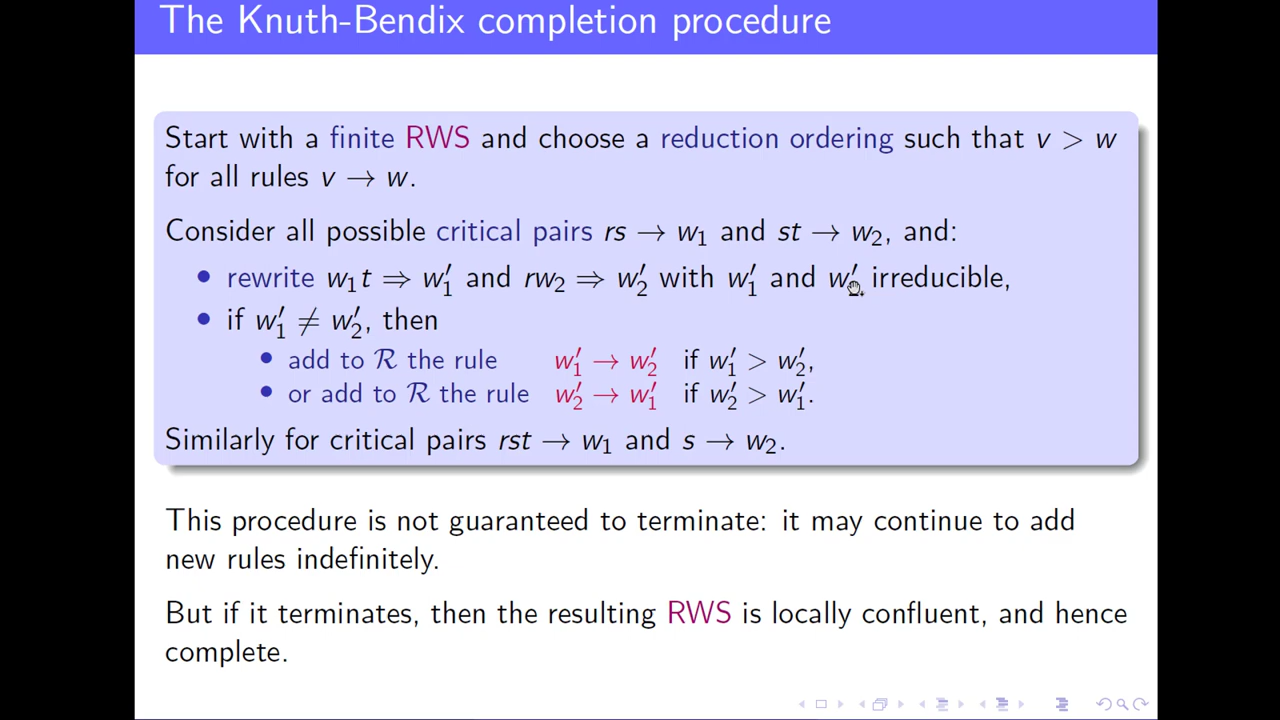 The Knuth-Bendix completion procedure
Start with a finite RWS and choose a reduction ordering such that v > w
for all rules v → w.
Consider all possible critical pairs rs → w₁ and st → w₂, and:
• rewrite w₁t ⇒ w₁′ and rw₂ ⇒ w₂′ with w₁′ and w₂′ irreducible,
• if w₁′ ≠ w₂′, then
• add to ℛ the rule w₁′ → w₂′ if w₁′ > w₂′,
• or add to ℛ the rule w₂′ → w₁′ if w₂′ > w₁′.
Similarly for critical pairs rst → w₁ and s → w₂.
This procedure is not guaranteed to terminate: it may continue to add
new rules indefinitely.
But if it terminates, then the resulting RWS is locally confluent, and hence
complete.